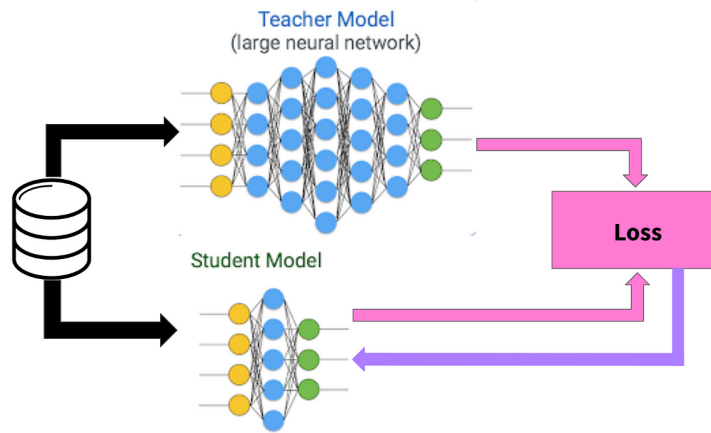 Teacher Model
(large neural network)
Loss
Student Model